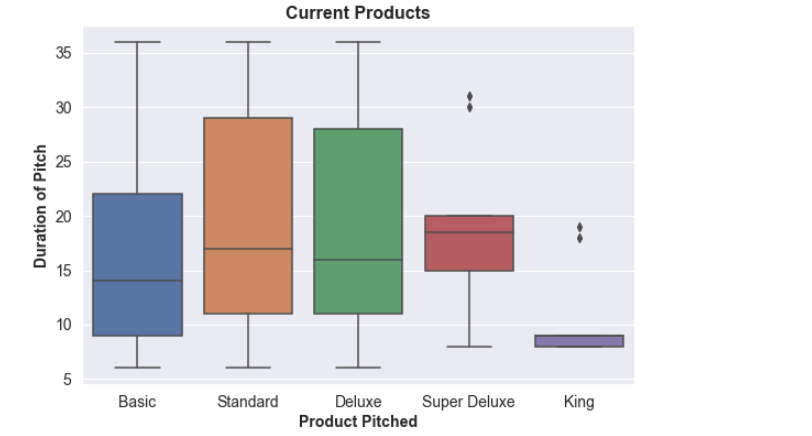 Current Products
Duration of Pitch
35
30
25
20
15
10
5
Basic Standard Deluxe Super Deluxe King
Product Pitched